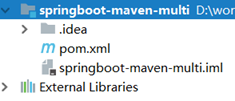 springboot-maven-multi D:\wor
.idea
pom.xml
springboot-maven-multi.iml
External Libraries